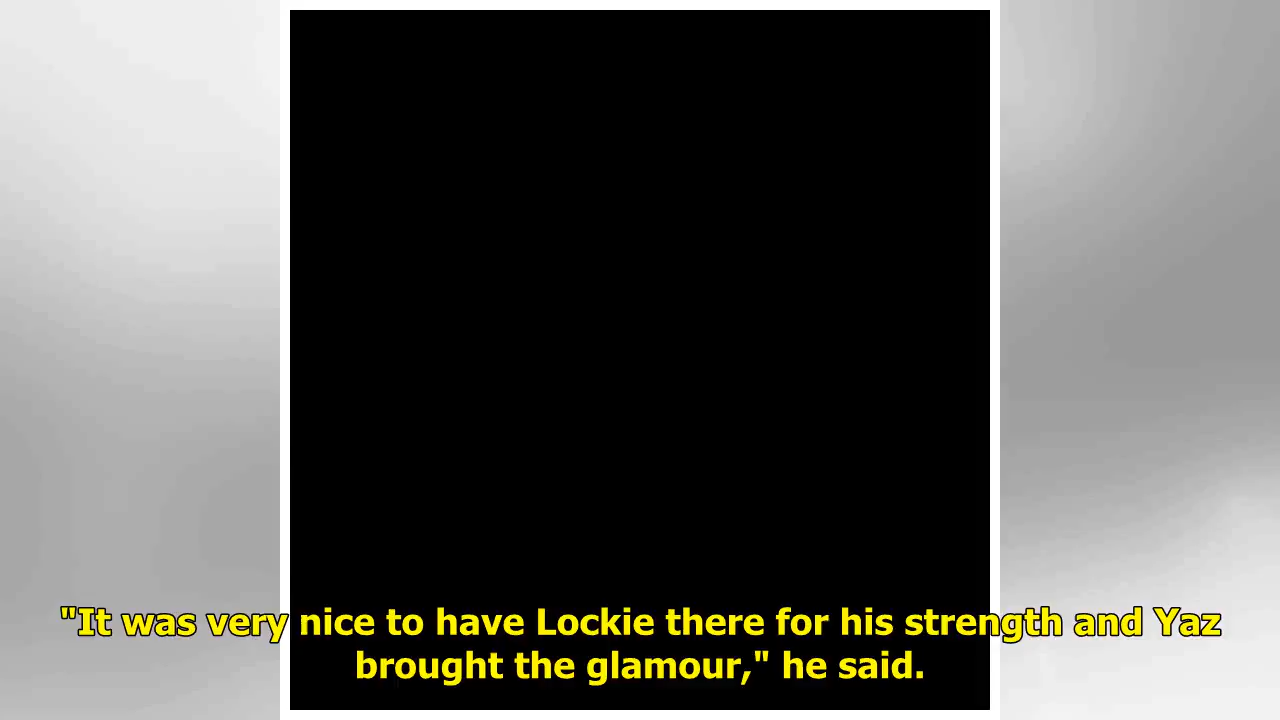 "It was very nice to have Lockie there for his strength and Yaz
brought the glamour," he said.